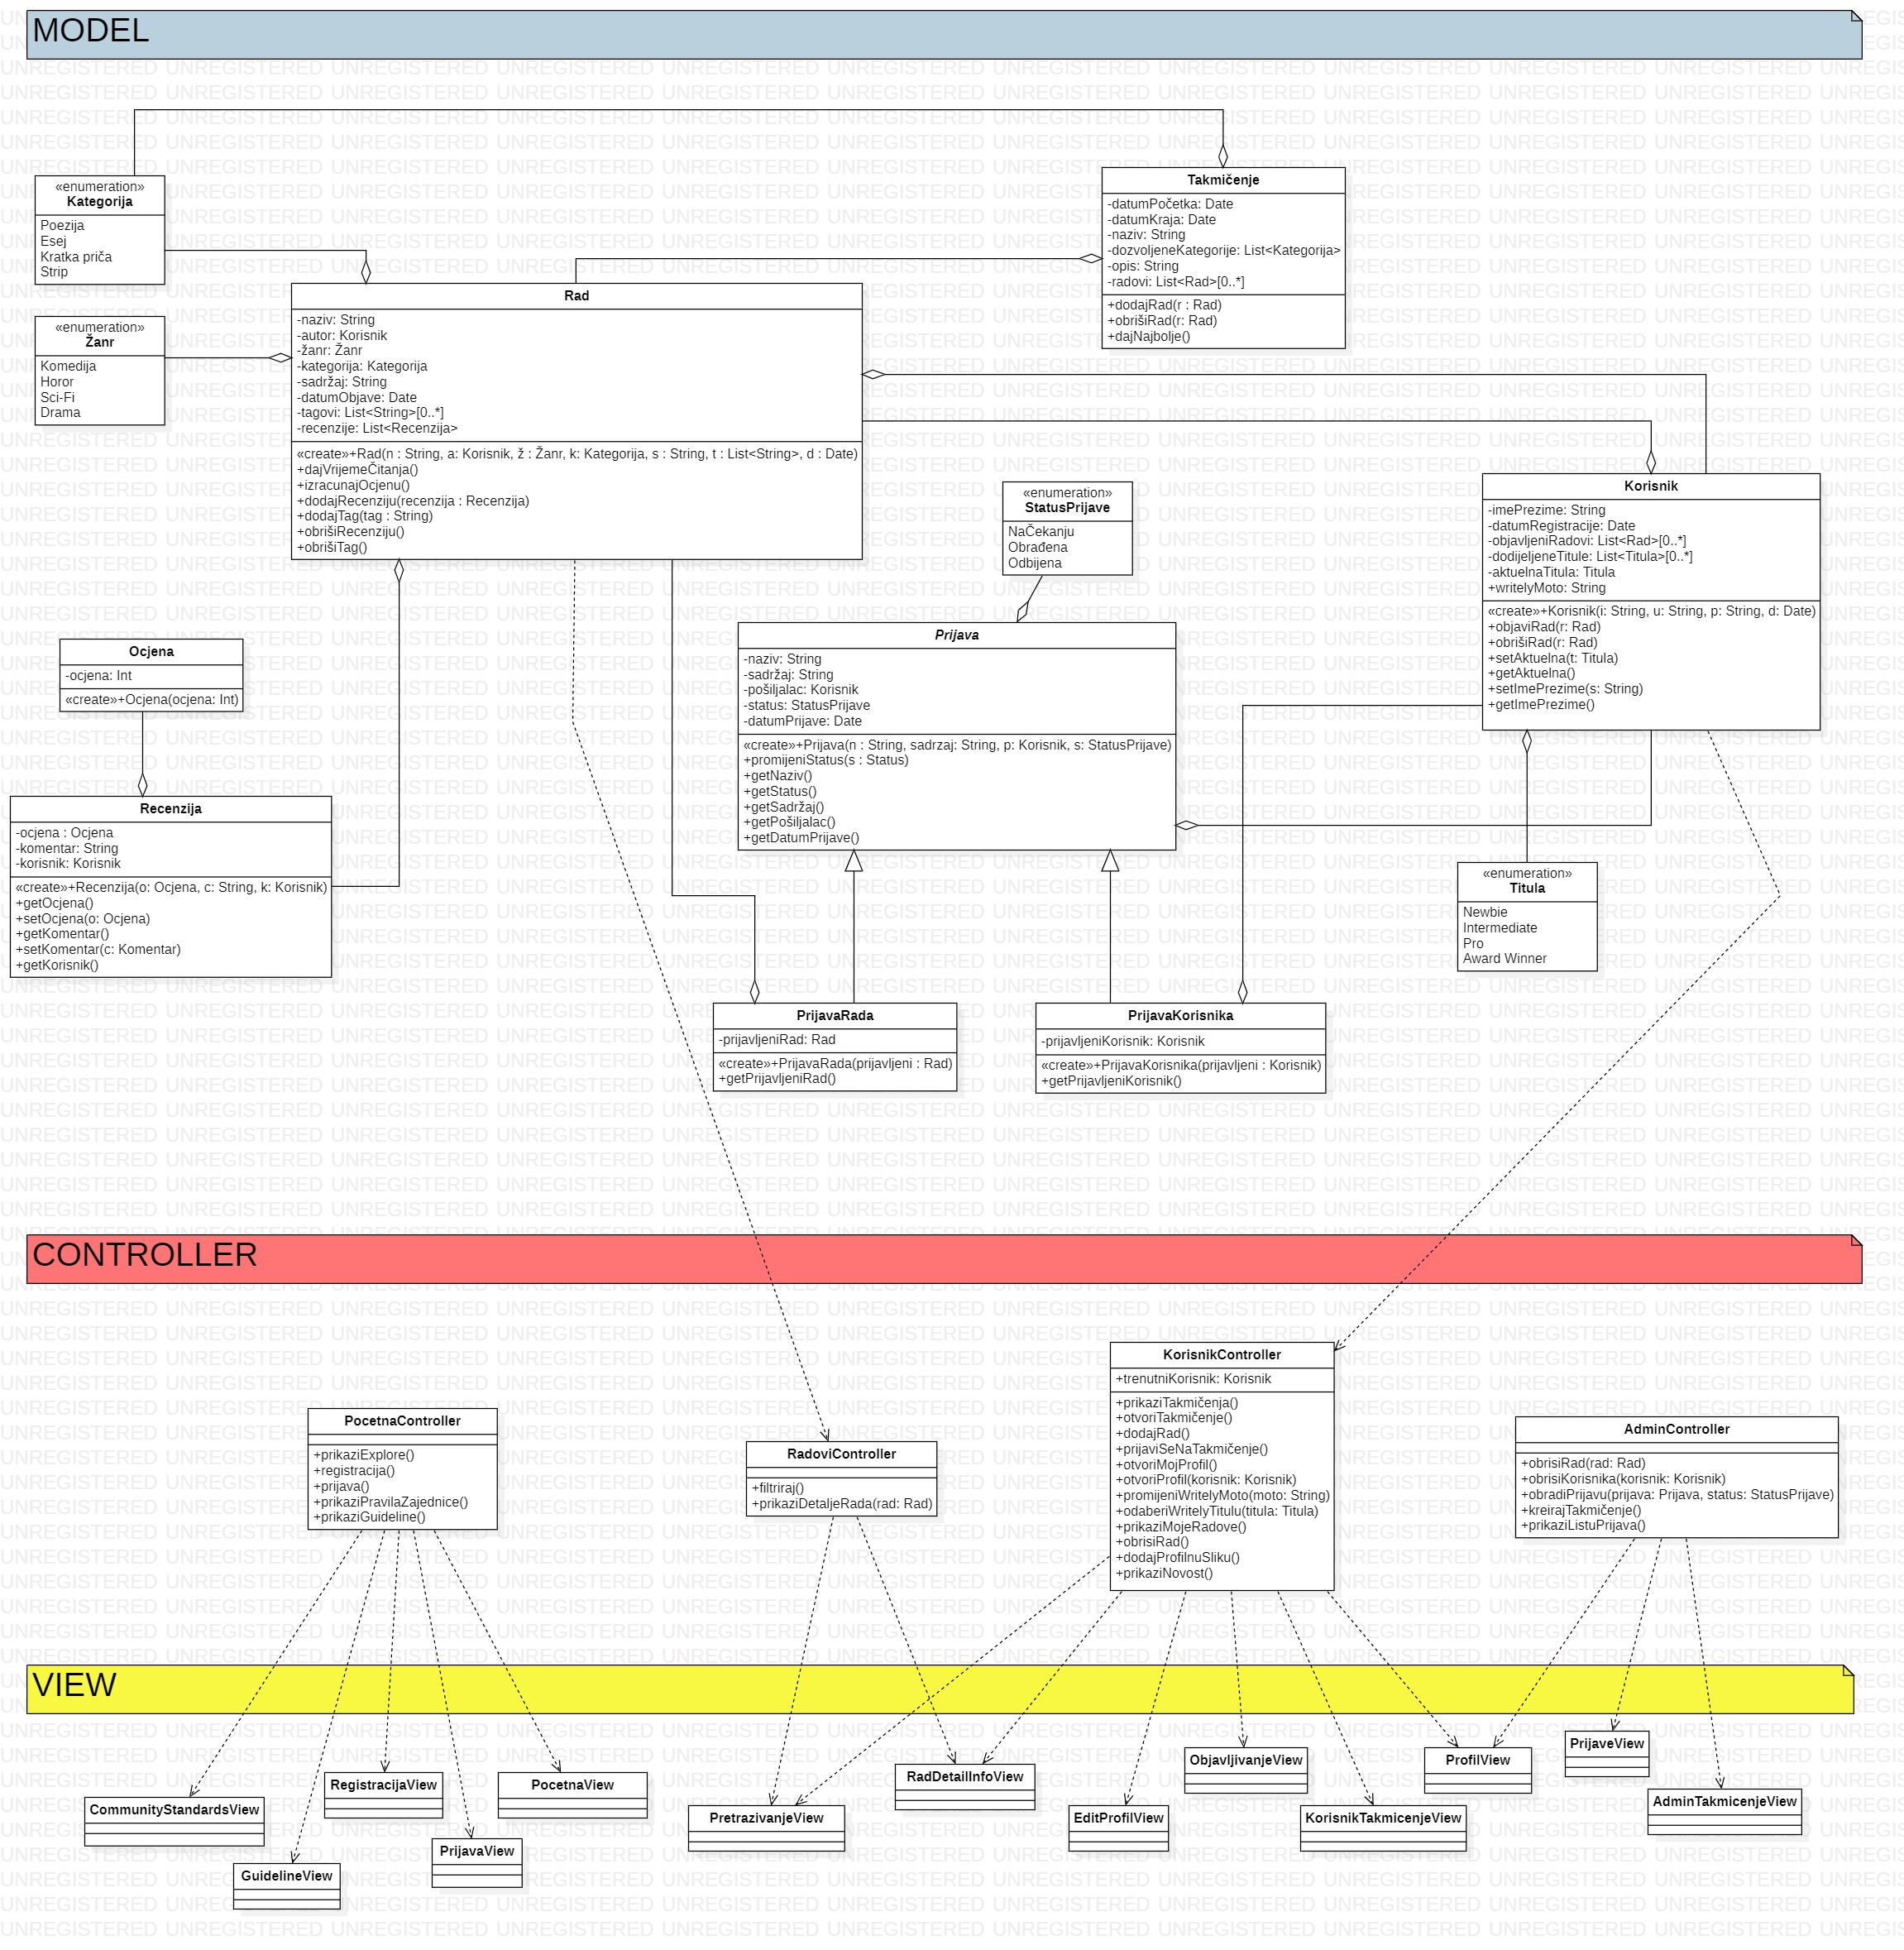 MODEL
«enumeration»
Kategorija
Poezija
Esej
Kratka priča
Strip
Takmičenje
-datumPočetka: Date
-datumKraja: Date
-naziv: String
-dozvoljeneKategorije: List<Kategorija>
-opis: String
-radovi: List<Rad>[0..*]
+dodajRad(r : Rad)
+obrišiRad(r: Rad)
+dajNajbolje()
«enumeration»
Žanr
Komedija
Horor
Sci-Fi
Drama
Rad
-naziv: String
-autor: Korisnik
-žanr: Žanr
-kategorija: Kategorija
-sadržaj: String
-datumObjave: Date
-tagovi: List<String>[0..*]
-recenzije: List<Recenzija>
«create»+Rad(n : String, a: Korisnik, ž : Žanr, k: Kategorija, s : String, t : List<String>, d : Date)
+dajVrijemeČitanja()
+izracunajOcjenu()
+dodajRecenziju(recenzija : Recenzija)
+dodajTag(tag : String)
+obrišiRecenziju()
+obrišiTag()
«enumeration»
StatusPrijave
NaČekanju
Obrađena
Odbijena
Korisnik
-imePrezime: String
-datumRegistracije: Date
-objavljeniRadovi: List<Rad>[0..*]
-dodijeljeneTitule: List<Titula>[0..*]
-aktuelnaTitula: Titula
+writelyMoto: String
«create»+Korisnik(i: String, u: String, p: String, d: Date)
+objaviRad(r: Rad)
+obrišiRad(r: Rad)
+setAktuelna(t: Titula)
+getAktuelna()
+setImePrezime(s: String)
+getImePrezime()
Ocjena
-ocjena: Int
«create»+Ocjena(ocjena: Int)
Prijava
-naziv: String
-sadržaj: String
-pošiljalac: Korisnik
-status: StatusPrijave
-datumPrijave: Date
«create»+Prijava(n : String, sadrzaj: String, p: Korisnik, s: StatusPrijave)
+promijeniStatus(s : Status)
+getNaziv()
+getStatus()
+getSadržaj()
+getPošiljalac()
+getDatumPrijave()
Recenzija
-ocjena : Ocjena
-komentar: String
-korisnik: Korisnik
«create»+Recenzija(o: Ocjena, c: String, k: Korisnik)
+getOcjena()
+setOcjena(o: Ocjena)
+getKomentar()
+setKomentar(c: Komentar)
+getKorisnik()
«enumeration»
Titula
Newbie
Intermediate
Pro
Award Winner
PrijavaRada
-prijavljeniRad: Rad
«create»+PrijavaRada(prijavljeni : Rad)
+getPrijavljeniRad()
PrijavaKorisnika
-prijavljeniKorisnik: Korisnik
«create»+PrijavaKorisnika(prijavljeni : Korisnik)
+getPrijavljeniKorisnik()
CONTROLLER
PocetnaController
+prikaziExplore()
+registracija()
+prijava()
+prikaziPravilaZajednice()
+prikaziGuideline()
RadoviController
+filtriraj()
+prikaziDetaljeRada(rad: Rad)
KorisnikController
+trenutniKorisnik: Korisnik
+prikaziTakmičenja()
+otvoriTakmičenje()
+dodajRad()
+prijaviSeNaTakmičenje()
+otvoriMojProfil()
+otvoriProfil(korisnik: Korisnik)
+promijeniWritelyMoto(moto: String)
+odaberiWritelyTitulu(titula: Titula)
+prikaziMojeRadove()
+obrisiRad()
+dodajProfilnuSliku()
+prikaziNovost()
AdminController
+obrisiRad(rad: Rad)
+obrisiKorisnika(korisnik: Korisnik)
+obradiPrijavu(prijava: Prijava, status: StatusPrijave)
+kreirajTakmičenje()
+prikaziListuPrijava()
VIEW
CommunityStandardsView
GuidelineView
RegistracijaView
PrijavaView
PocetnaView
PretrazivanjeView
RadDetailInfoView
EditProfilView
ObjavljivanjeView
KorisnikTakmicenjeView
ProfilView
PrijaveView
AdminTakmicenjeView
UNREGISTERED